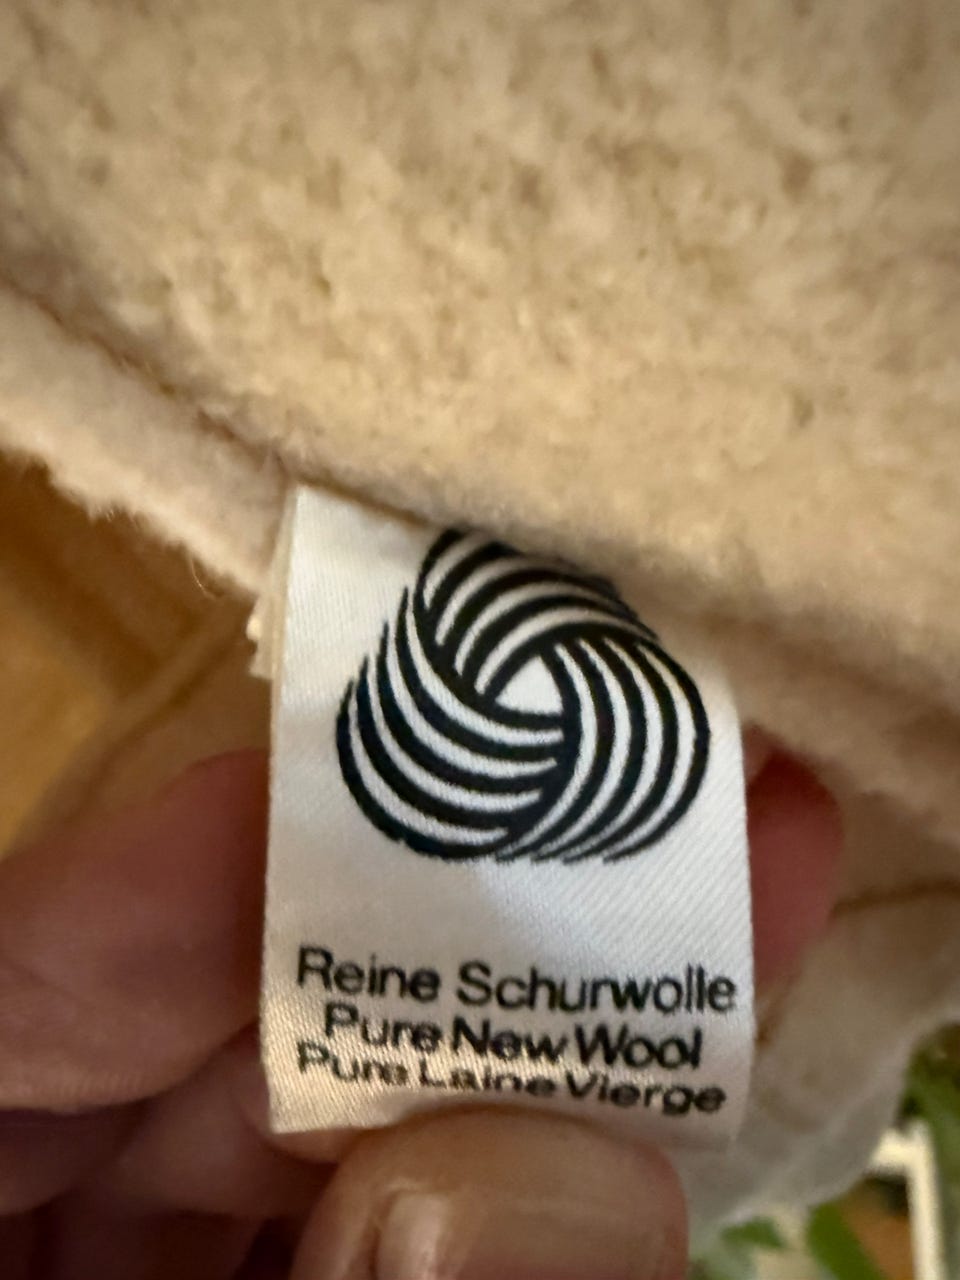 Reine Schurwolle
Pure New Wool
Pure Laine Vierge